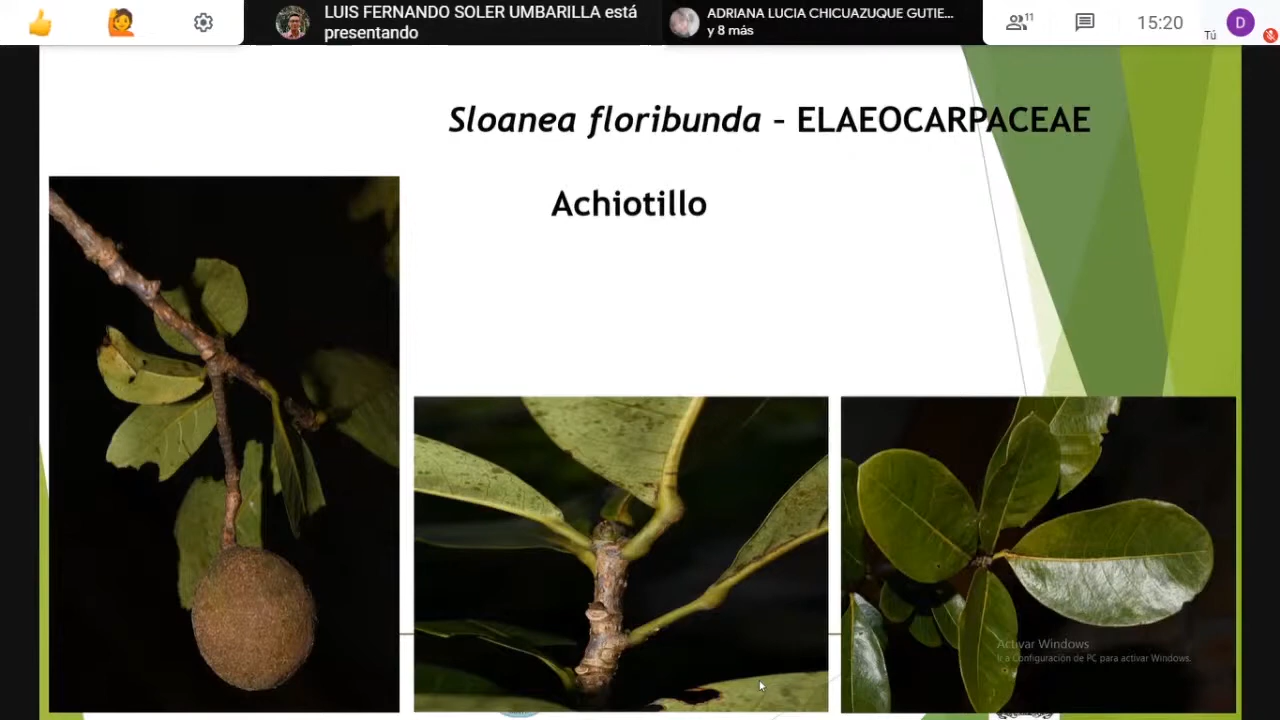 LUIS FERNANDO SOLER UMBARILLA está
presentando
ADRIANA LUCIA CHICUAZUQUE GUTIE...
y 8 más
11
15:20
Tú
D
Sloanea floribunda – ELAEOCARPACEAE
Achiotillo
Activar Windows
Ir a Configuración de PC para activar Windows.